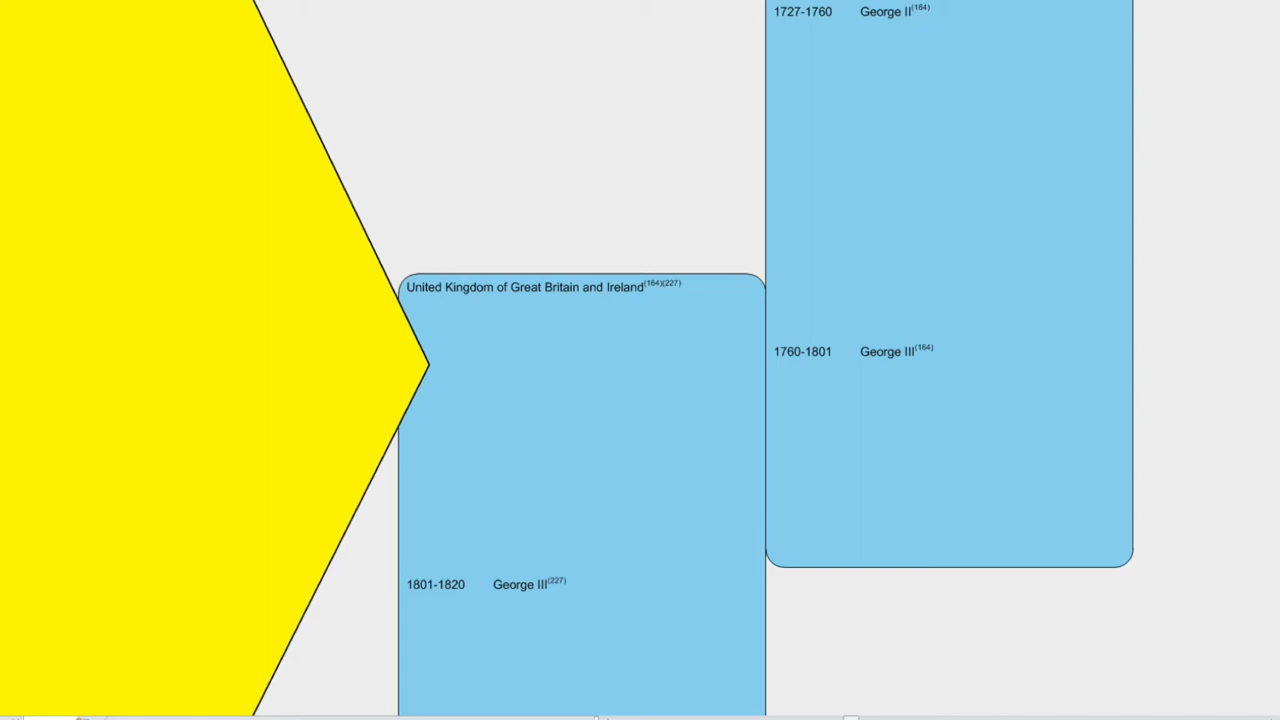 1727-1760 George II(164)
United Kingdom of Great Britain and Ireland(164)(227)
1760-1801 George III(164)
1801-1820 George III(227)